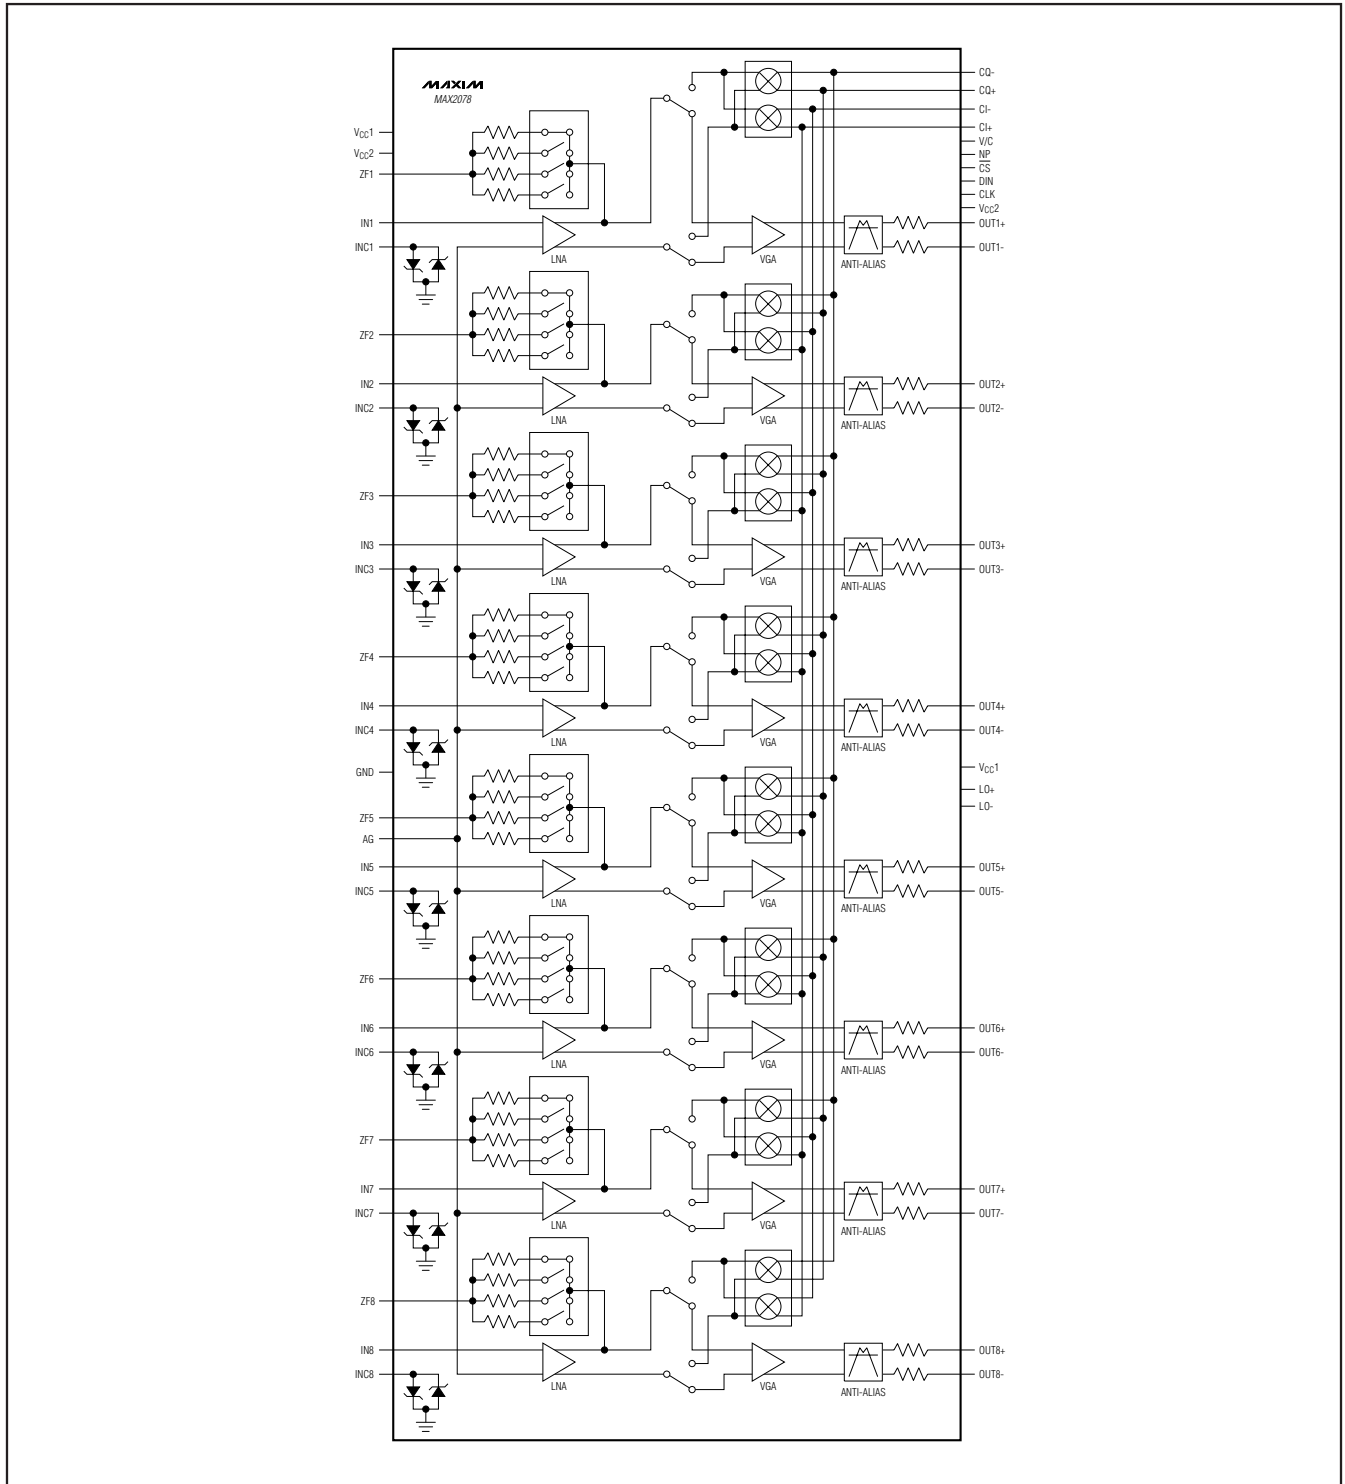 MAXIM
MAX2078
CQ-
CQ+
CI-
CI+
V/C
NP
CS
DIN
CLK
VCC2
VCC1
VCC2
ZF1
IN1
INC1
LNA
VGA
ANTI-ALIAS
OUT1+
OUT1-
ZF2
IN2
INC2
LNA
VGA
ANTI-ALIAS
OUT2+
OUT2-
ZF3
IN3
INC3
LNA
VGA
ANTI-ALIAS
OUT3+
OUT3-
ZF4
IN4
INC4
LNA
VGA
ANTI-ALIAS
OUT4+
OUT4-
GND
VCC1
LO+
LO-
ZF5
AG
IN5
INC5
LNA
VGA
ANTI-ALIAS
OUT5+
OUT5-
ZF6
IN6
INC6
LNA
VGA
ANTI-ALIAS
OUT6+
OUT6-
ZF7
IN7
INC7
LNA
VGA
ANTI-ALIAS
OUT7+
OUT7-
ZF8
IN8
INC8
LNA
VGA
ANTI-ALIAS
OUT8+
OUT8-